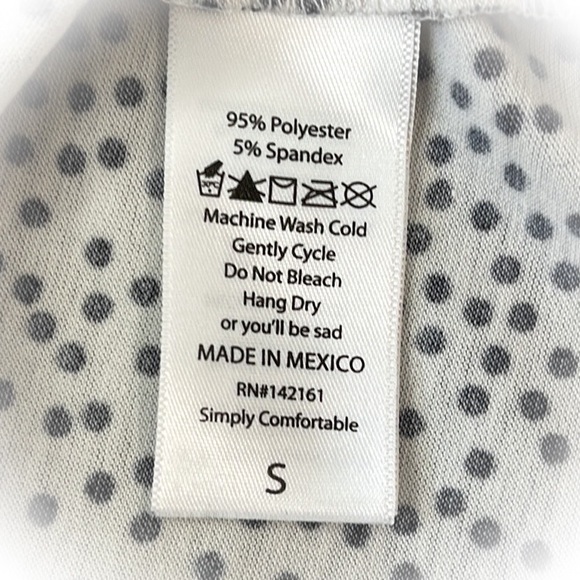 95% Polyester
5% Spandex
Machine Wash Cold
Gently Cycle
Do Not Bleach
Hang Dry
or you'll be sad
MADE IN MEXICO
RN#142161
Simply Comfortable
S